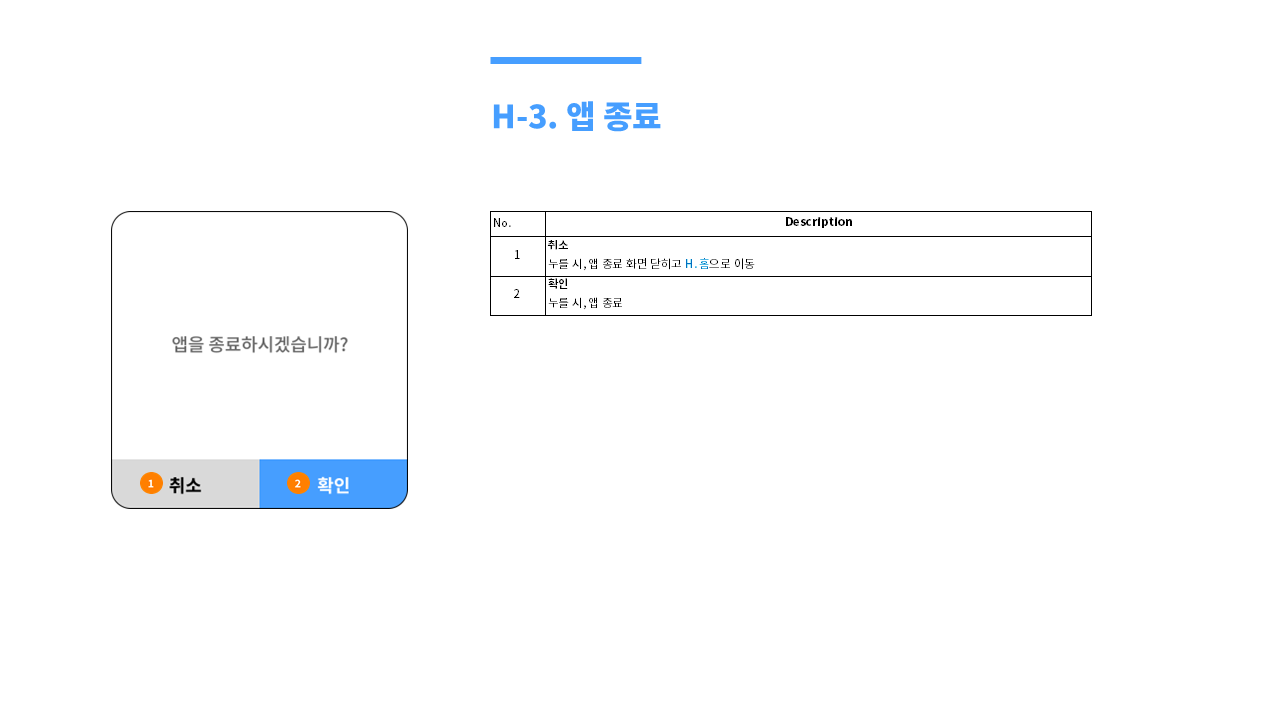 H-3. 앱 종료
앱을 종료하시겠습니까?
1 취소
2 확인
No. Description
1 취소
누를 시, 앱 종료 화면 닫히고 H. 홈으로 이동
2 확인
누를 시, 앱 종료